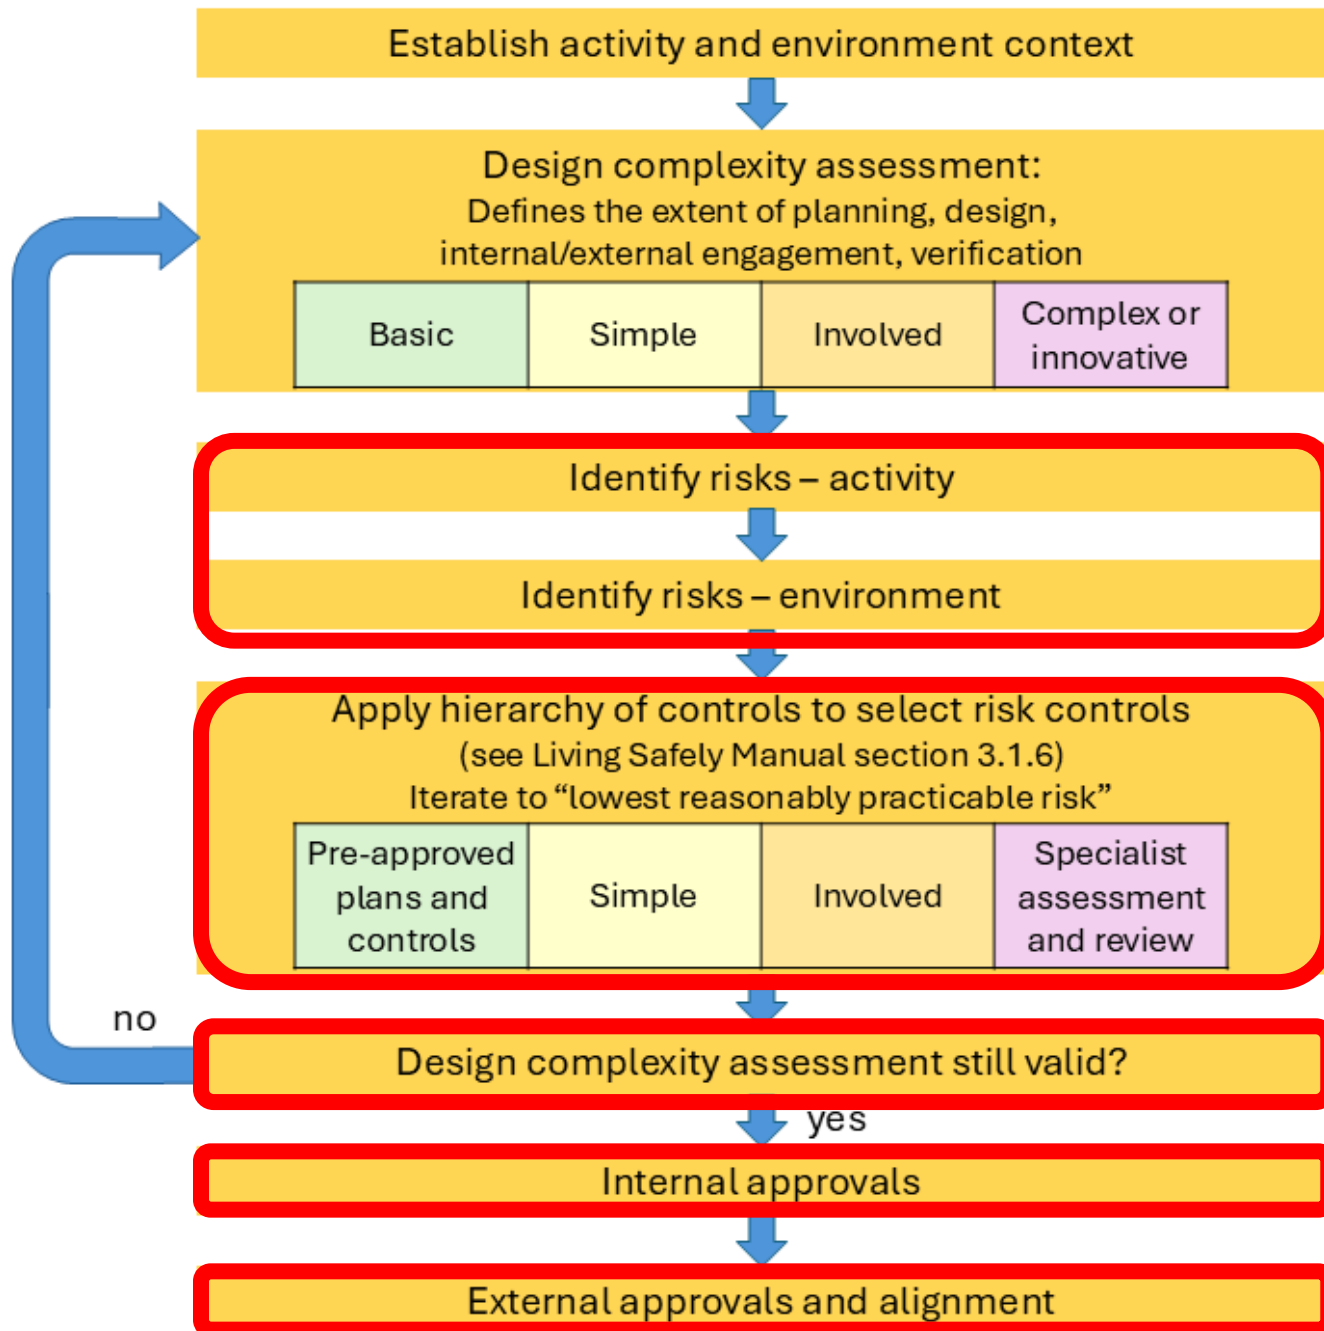 Establish activity and environment context
Design complexity assessment:
Defines the extent of planning, design,
internal/external engagement, verification
Basic
Simple
Involved
Complex or
innovative
Identify risks – activity
Identify risks – environment
Apply hierarchy of controls to select risk controls
(see Living Safely Manual section 3.1.6)
Iterate to “lowest reasonably practicable risk”
Pre-approved
plans and
controls
Simple
Involved
Specialist
assessment
and review
no
Design complexity assessment still valid?
yes
Internal approvals
External approvals and alignment